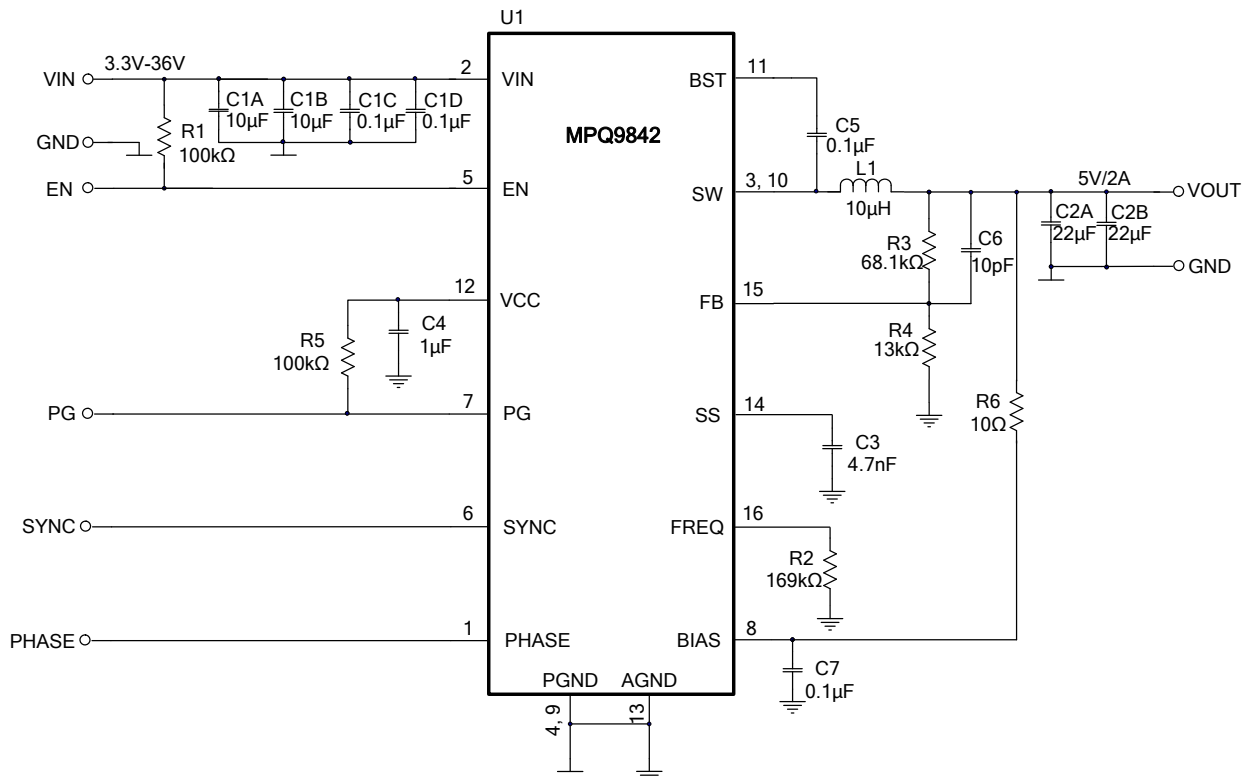 U1
VIN
3.3V-36V
2
VIN
C1A
10µF
C1B
10µF
C1C
0.1µF
C1D
0.1µF
R1
100kΩ
GND
EN
5
EN
MPQ9842
BST
11
C5
0.1µF
SW
3, 10
L1
10µH
5V/2A
VOUT
C2A
22µF
C2B
22µF
GND
R3
68.1kΩ
C6
10pF
12
VCC
C4
1µF
R5
100kΩ
FB
15
R4
13kΩ
PG
7
PG
SS
14
C3
4.7nF
R6
10Ω
SYNC
6
SYNC
FREQ
16
R2
169kΩ
PHASE
1
PHASE
BIAS
8
C7
0.1µF
PGND
AGND
4, 9
13